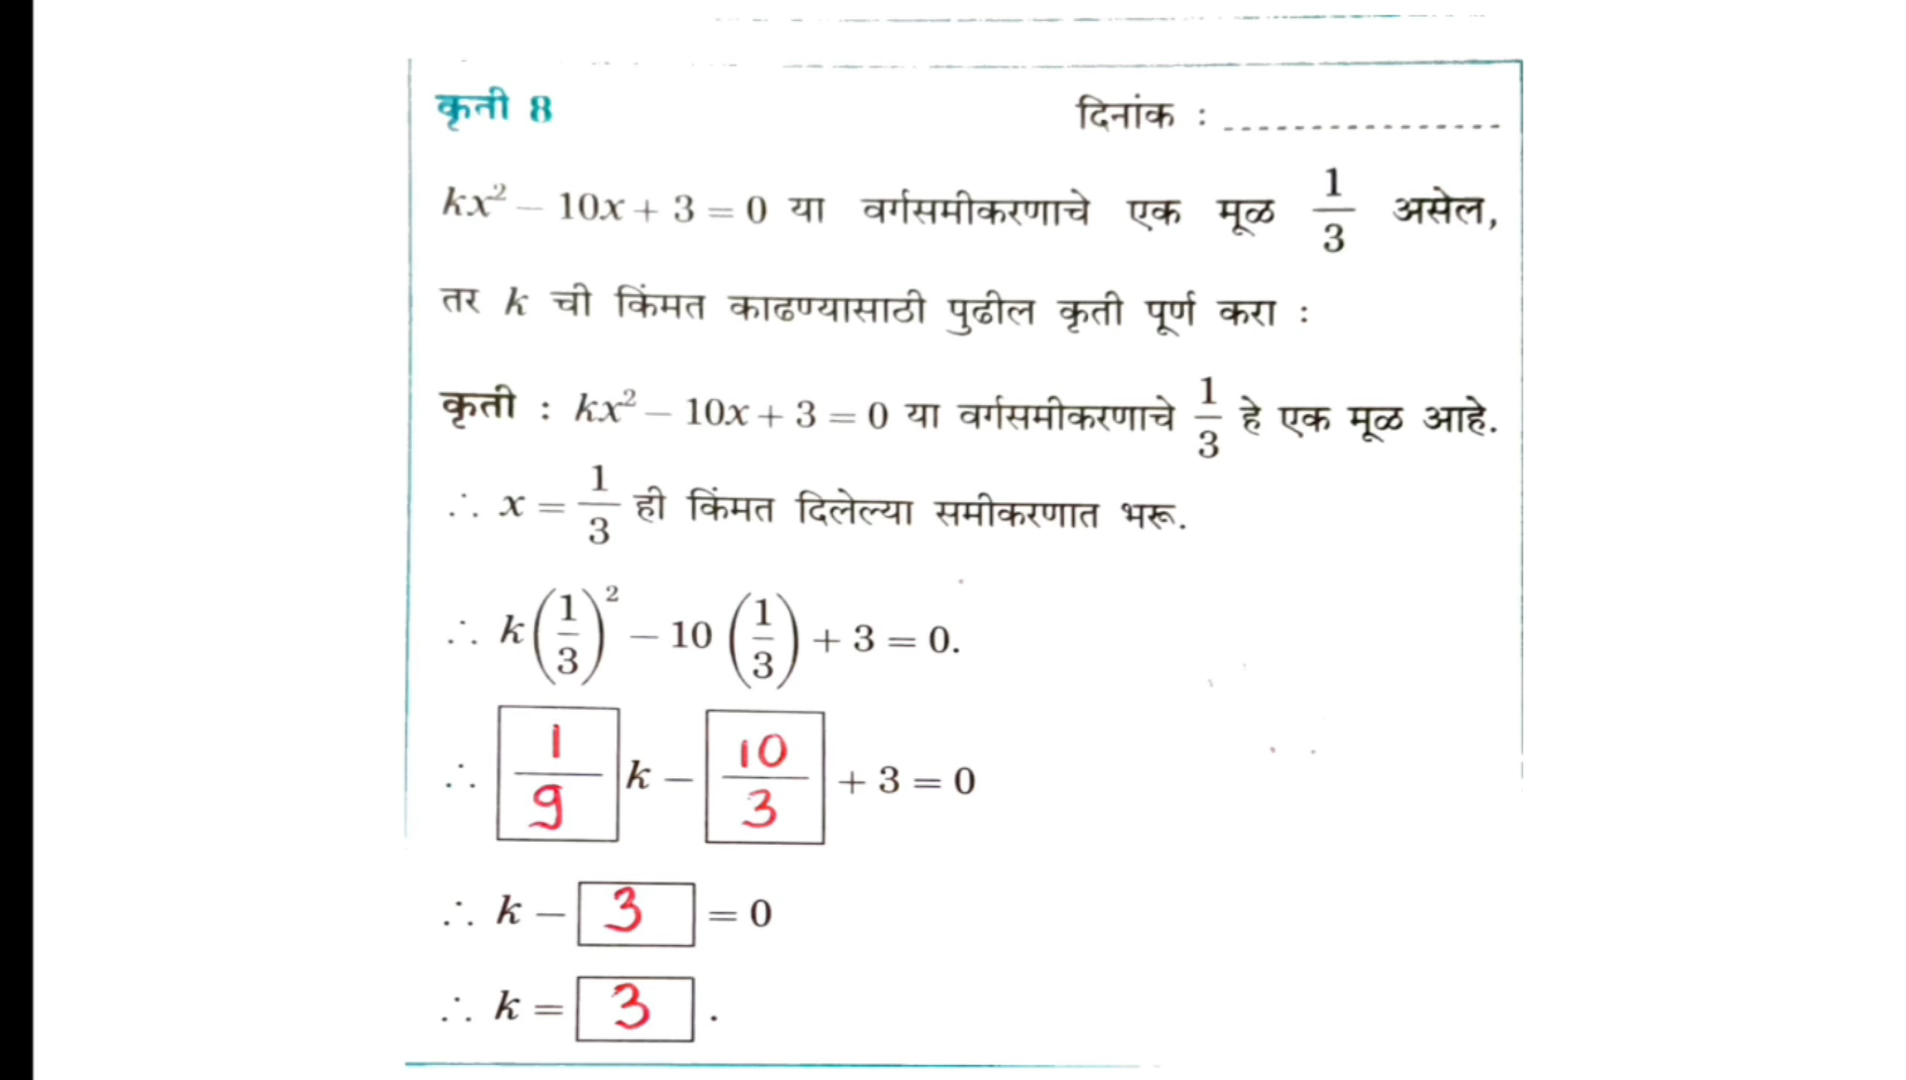 कृती 8 दिनांक : ....................
kx² – 10x + 3 = 0 या वर्गसमीकरणाचे एक मूळ 1/3 असेल,
तर k ची किंमत काढण्यासाठी पुढील कृती पूर्ण करा :
कृती : kx² – 10x + 3 = 0 या वर्गसमीकरणाचे 1/3 हे एक मूळ आहे.
∴ x = 1/3 ही किंमत दिलेल्या समीकरणात भरू.
∴ k(1/3)² – 10 (1/3) + 3 = 0.
∴ 1/9 k – 10/3 + 3 = 0
∴ k – 3 = 0
∴ k = 3 .